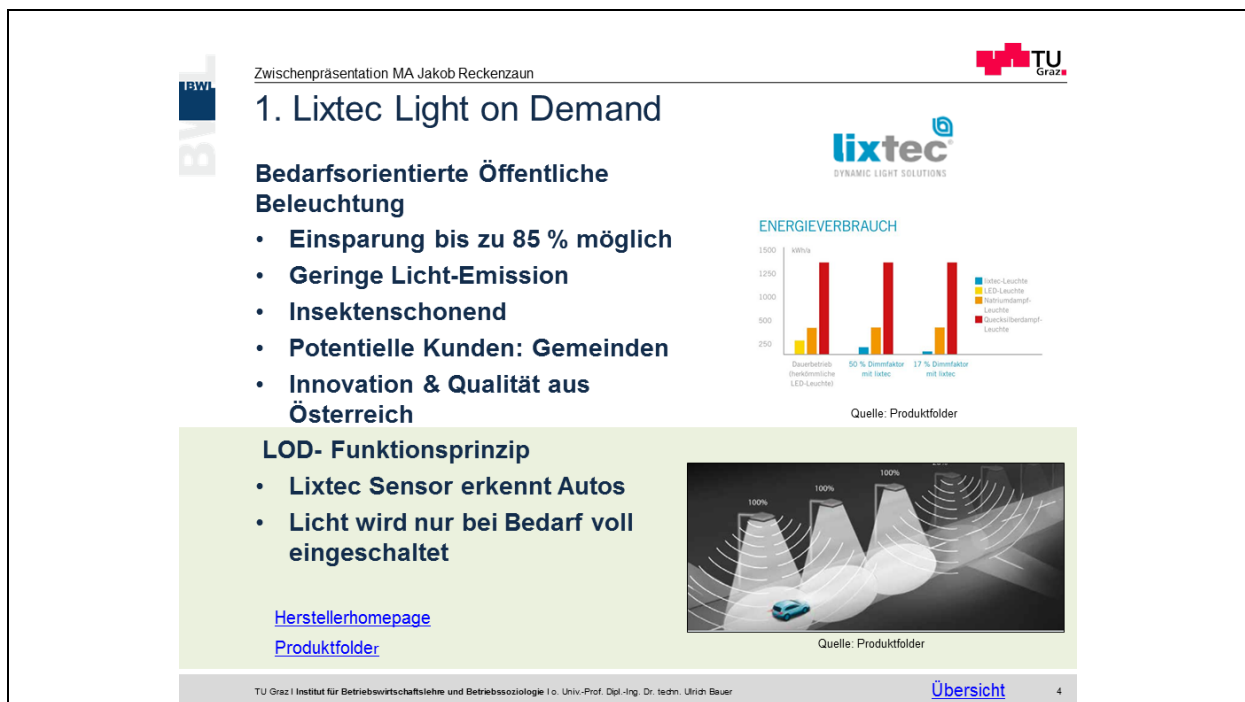 Zwischenpräsentation MA Jakob Reckenzaun
TU
Graz
IBWL
BWL
1. Lixtec Light on Demand
lixtec®
DYNAMIC LIGHT SOLUTIONS
Bedarfsorientierte Öffentliche
Beleuchtung
• Einsparung bis zu 85 % möglich
• Geringe Licht-Emission
• Insektenschonend
• Potentielle Kunden: Gemeinden
• Innovation & Qualität aus
Österreich
ENERGIEVERBRAUCH
1500 kWh/a
1250
1000
500
250
lixtec-Leuchte
LED-Leuchte
Natriumdampf-
Leuchte
Quecksilberdampf-
Leuchte
Dauerbetrieb
(herkömmliche
LED-Leuchte)
50 % Dimmfaktor
mit lixtec
17 % Dimmfaktor
mit lixtec
Quelle: Produktfolder
LOD- Funktionsprinzip
• Lixtec Sensor erkennt Autos
• Licht wird nur bei Bedarf voll
eingeschaltet
100%
100%
100%
Quelle: Produktfolder
Herstellerhomepage
Produktfolder
TU Graz I Institut für Betriebswirtschaftslehre und Betriebssoziologie I o. Univ.-Prof. Dipl.-Ing. Dr. techn. Ulrich Bauer
Übersicht
4